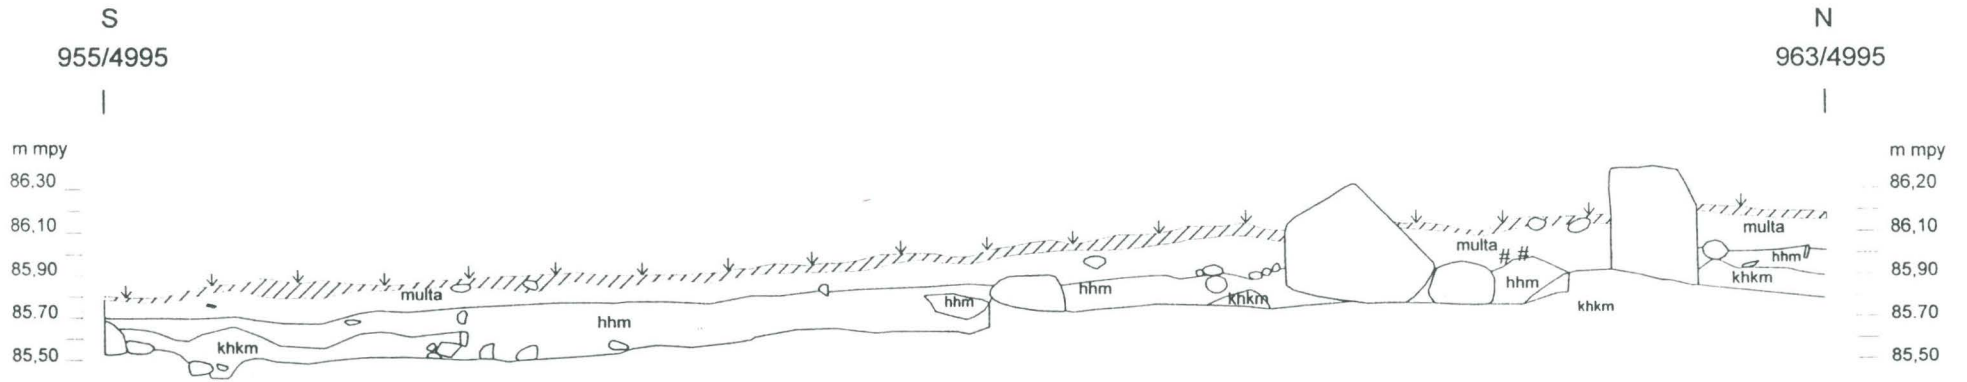 S
N
955/4995
963/4995
m mpy
m mpy
86,30
86,20
86,10
86,10
85,90
85,90
85.70
85,70
85,50
85,50
multa
khkm
hhm
hhm
hhm
khkm
multa
##
hhm
khkm
multa
hhm
khkm